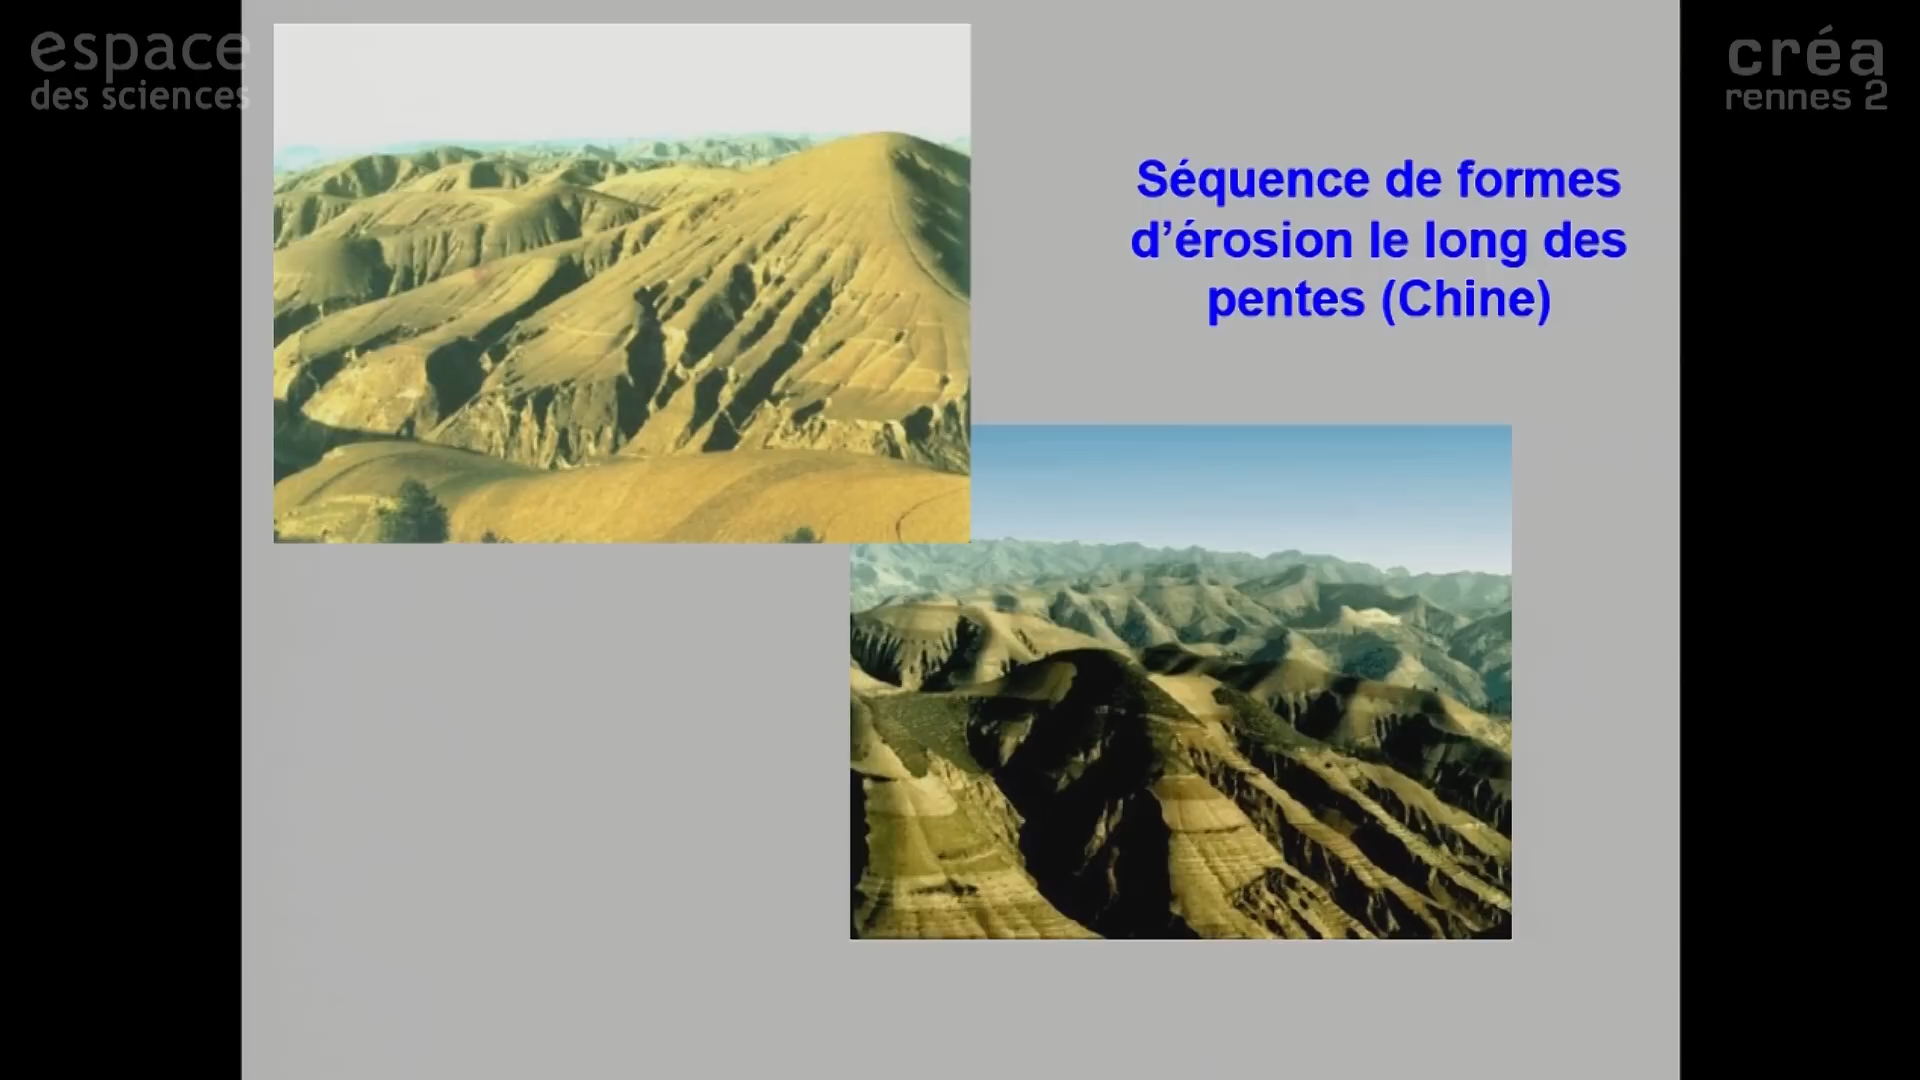 espace
des sciences
créa
rennes 2
Séquence de formes
d’érosion le long des
pentes (Chine)